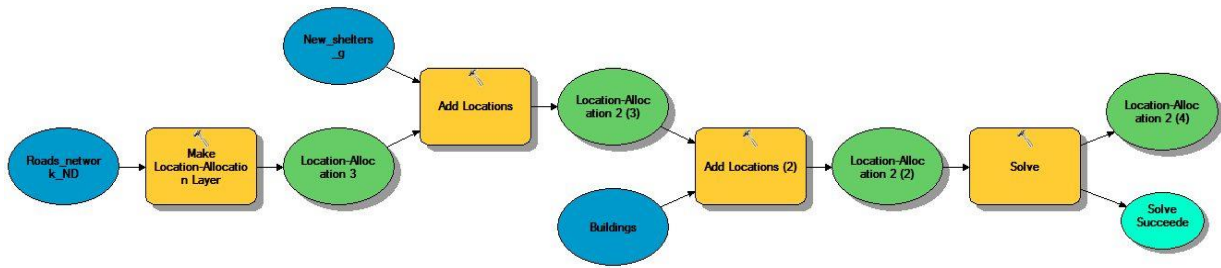 New_shelters
_g
Add Locations
Location-Alloc
ation 2 (3)
Location-Alloc
ation 2 (4)
Roads_networ
k_ND
Make
Location-Allocatio
n Layer
Location-Alloc
ation 3
Add Locations (2)
Location-Alloc
ation 2 (2)
Solve
Buildings
Solve
Succeede